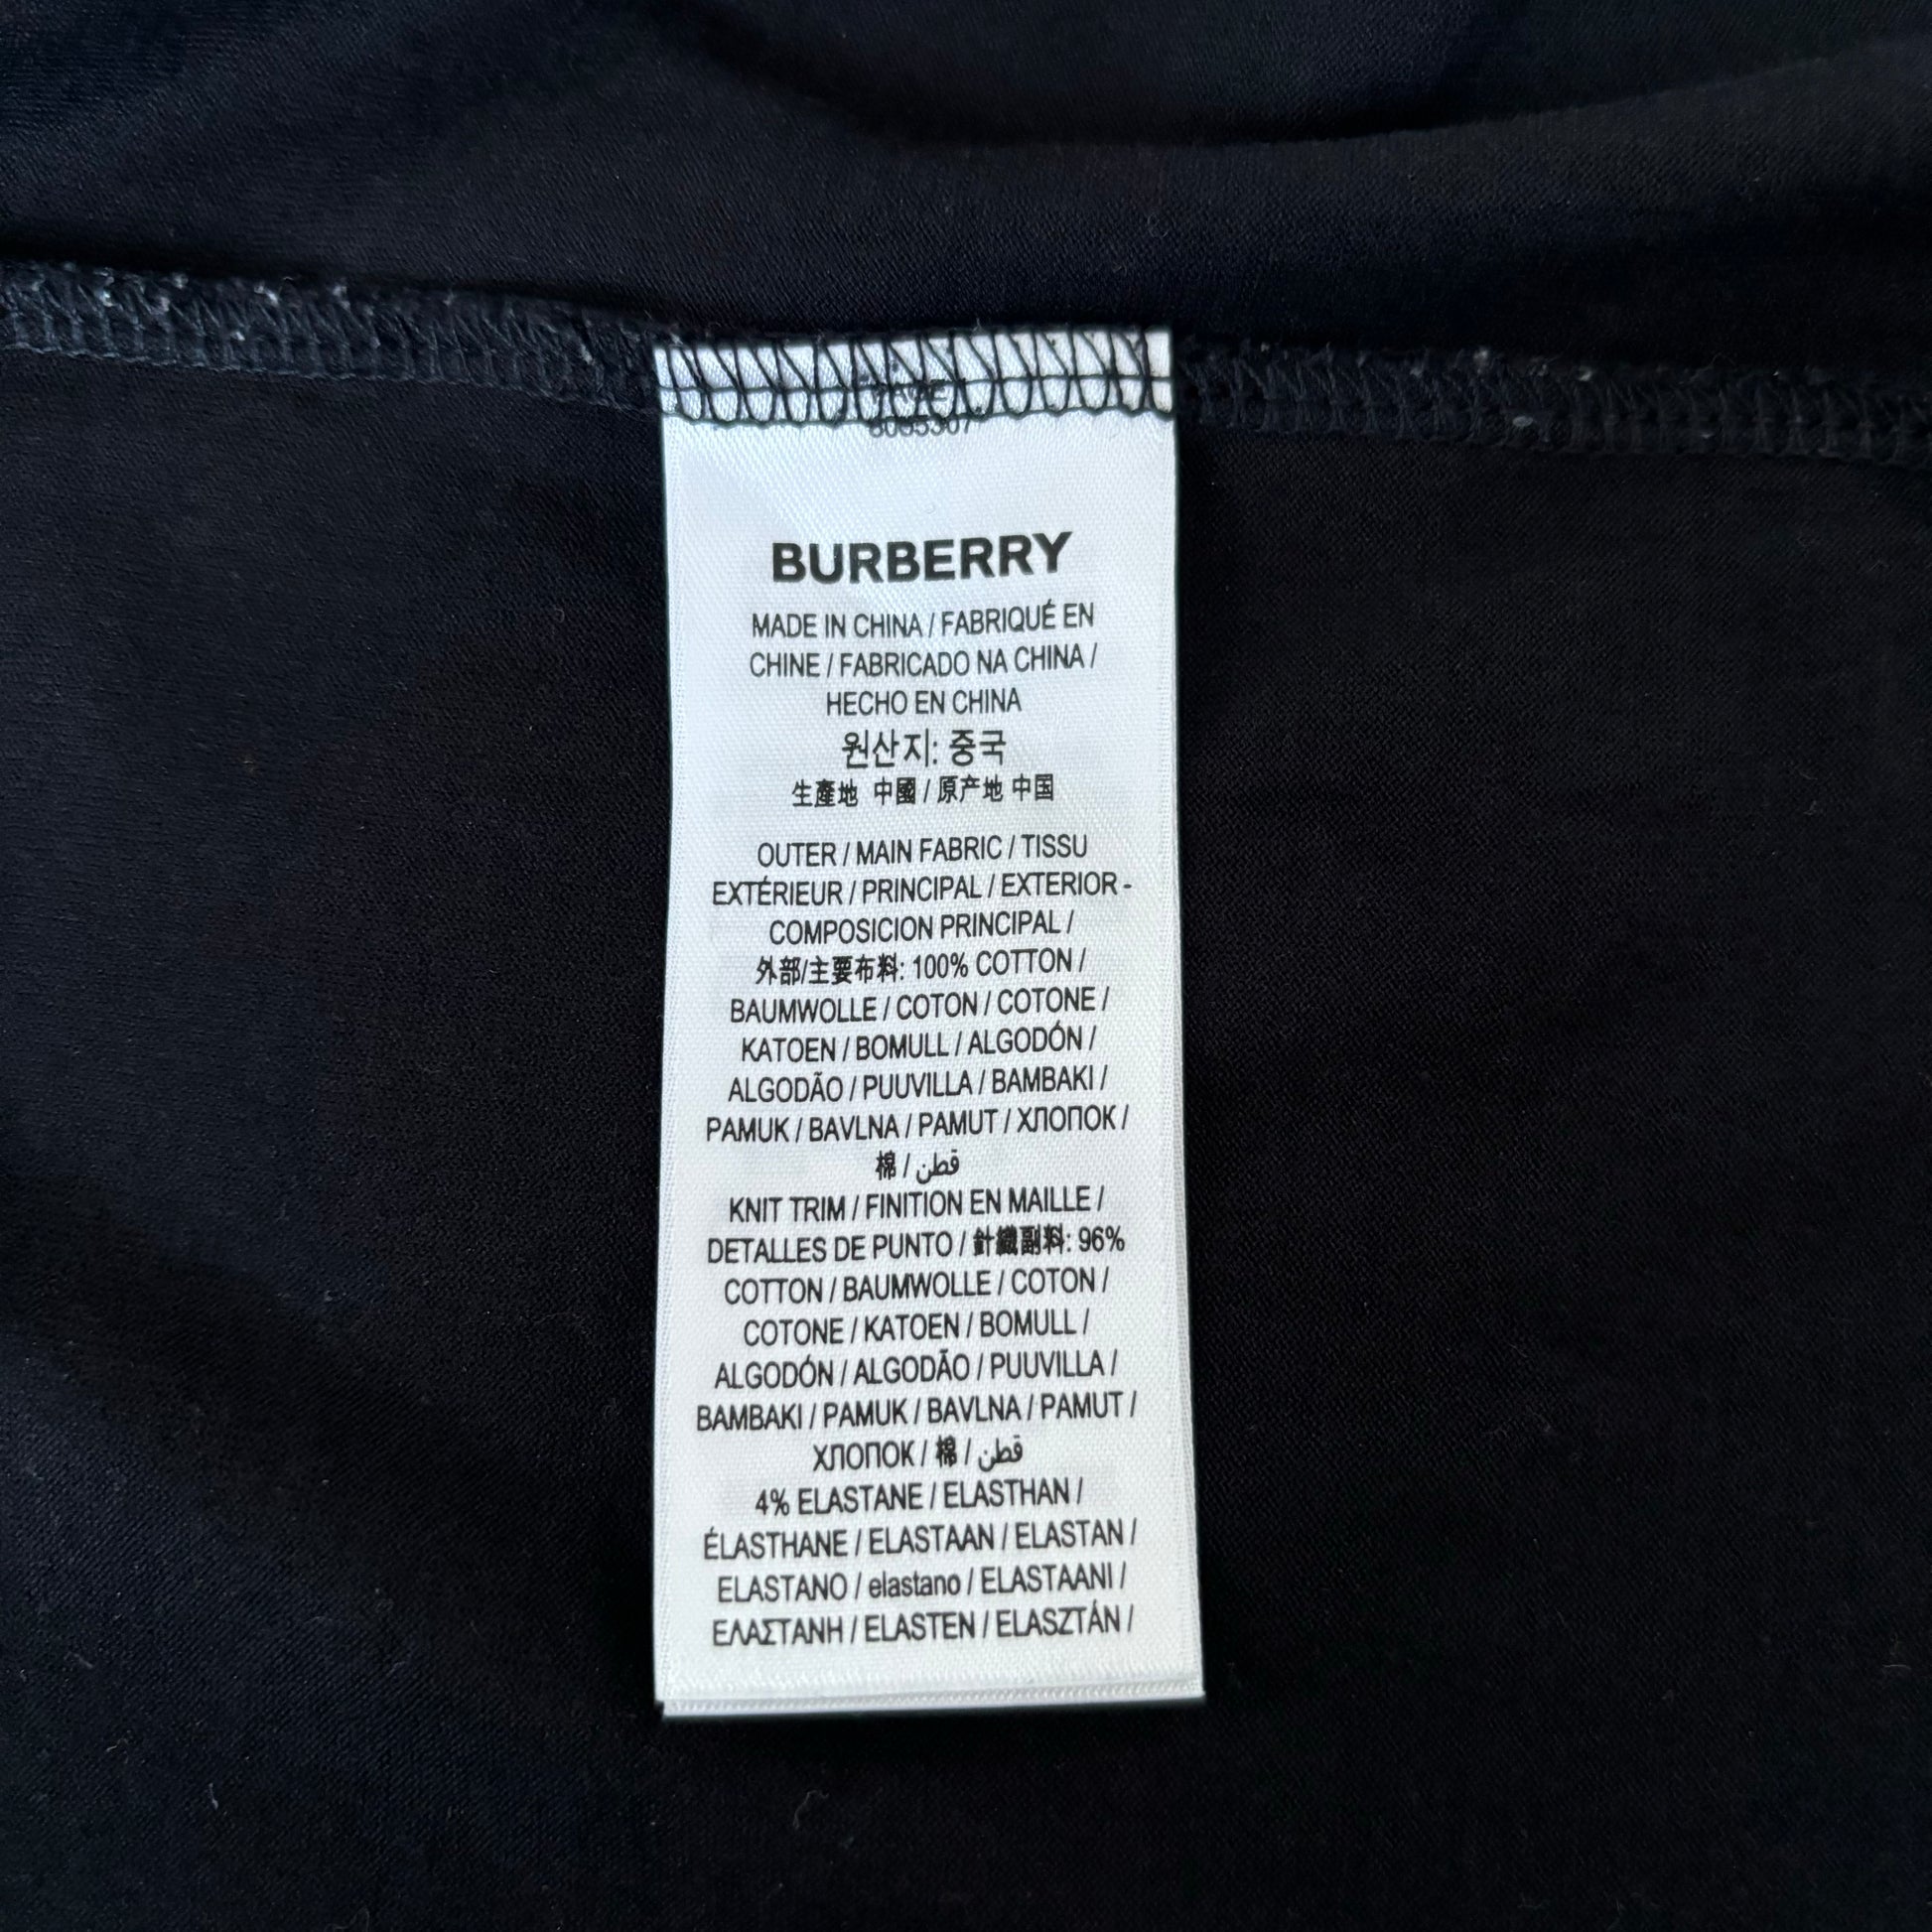 BURBERRY
MADE IN CHINA / FABRIQUÉ EN
CHINE / FABRICADO NA CHINA /
HECHO EN CHINA
원산지: 중국
生產地 中國 / 原产地 中国
OUTER / MAIN FABRIC / TISSU
EXTÉRIEUR / PRINCIPAL / EXTERIOR -
COMPOSICION PRINCIPAL /
外部/主要布料: 100% COTTON /
BAUMWOLLE / COTON / COTONE /
KATOEN / BOMULL / ALGODÓN /
ALGODÃO / PUUVILLA / BAMBAKI /
PAMUK / BAVLNA / PAMUT / ХЛОПОК /
棉 / قطن
KNIT TRIM / FINITION EN MAILLE /
DETALLES DE PUNTO / 針織副料: 96%
COTTON / BAUMWOLLE / COTON /
COTONE / KATOEN / BOMULL /
ALGODÓN / ALGODÃO / PUUVILLA /
BAMBAKI / PAMUK / BAVLNA / PAMUT /
ХЛОПОК / 棉 / قطن
4% ELASTANE / ELASTHAN /
ÉLASTHANE / ELASTAAN / ELASTAN /
ELASTANO / elastano / ELASTAANI /
ΕΛΑΣΤΑΝΗ / ELASTEN / ELASZTÁN /